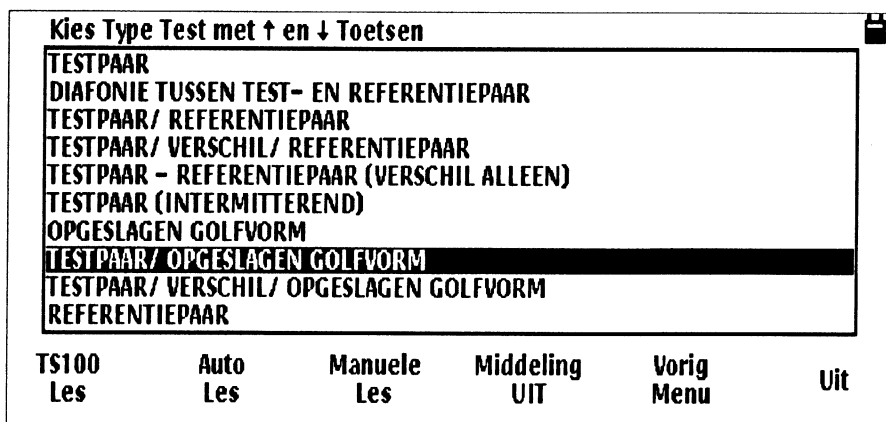 Kies Type Test met ↑ en ↓ Toetsen
TESTPAAR
DIAFONIE TUSSEN TEST- EN REFERENTIEPAAR
TESTPAAR/ REFERENTIEPAAR
TESTPAAR/ VERSCHIL/ REFERENTIEPAAR
TESTPAAR - REFERENTIEPAAR (VERSCHIL ALLEEN)
TESTPAAR (INTERMITTEREND)
OPGESLAGEN GOLFVORM
TESTPAAR/ OPGESLAGEN GOLFVORM
TESTPAAR/ VERSCHIL/ OPGESLAGEN GOLFVORM
REFERENTIEPAAR
TS100 Auto Manuele Middeling Vorig Uit
Les Les Les UIT Menu